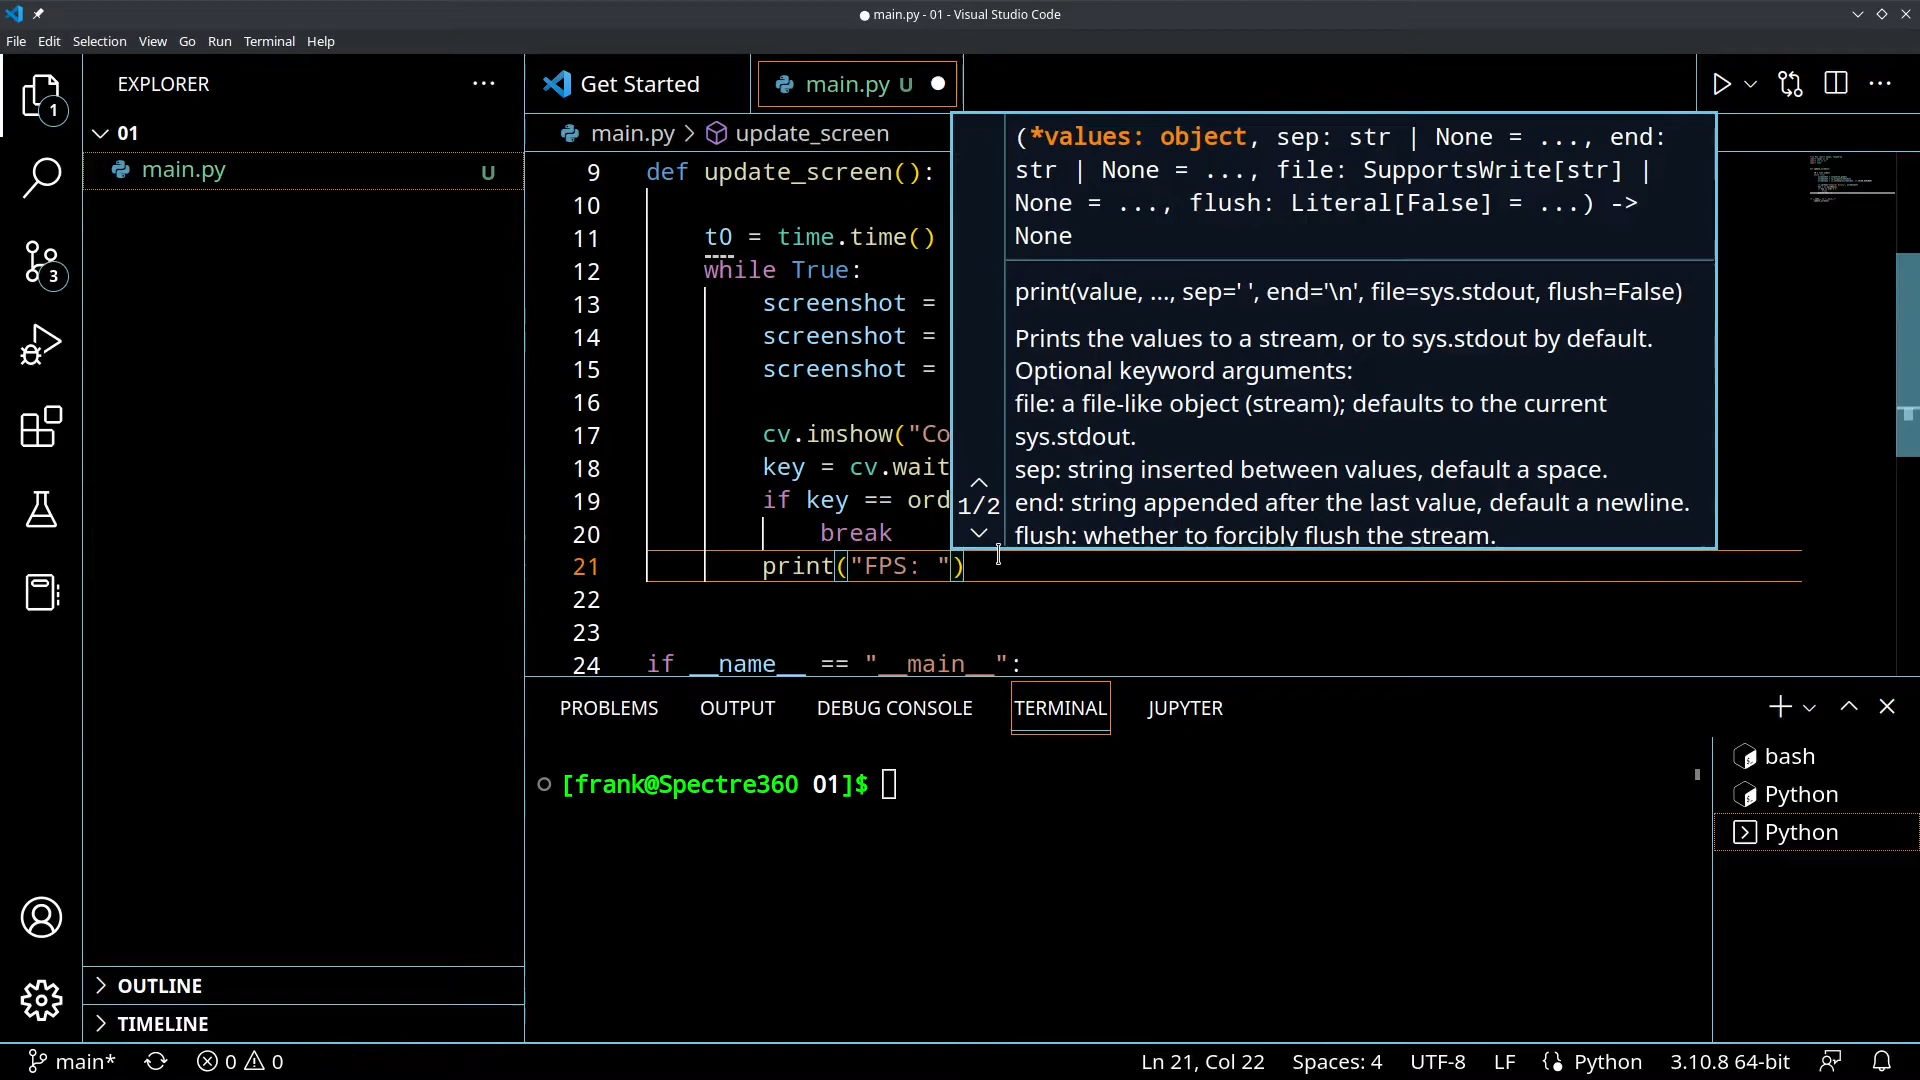 main.py - 01 - Visual Studio Code
File Edit Selection View Go Run Terminal Help
EXPLORER
01
main.py U
Get Started
main.py U
main.py > update_screen
9 def update_screen():
10
11 t0 = time.time()
12 while True:
13 screenshot =
14 screenshot =
15 screenshot =
16
17 cv.imshow("Co
18 key = cv.wait
19 if key == ord
20 break
21 print("FPS: ")
22
23
24 if __name__ == "__main__":
(*values: object, sep: str | None = ..., end:
str | None = ..., file: SupportsWrite[str] |
None = ..., flush: Literal[False] = ...) ->
None
print(value, ..., sep=' ', end='\n', file=sys.stdout, flush=False)
Prints the values to a stream, or to sys.stdout by default.
Optional keyword arguments:
file: a file-like object (stream); defaults to the current
sys.stdout.
sep: string inserted between values, default a space.
end: string appended after the last value, default a newline.
flush: whether to forcibly flush the stream.
1/2
1
3
PROBLEMS OUTPUT DEBUG CONSOLE TERMINAL JUPYTER
[frank@Spectre360 01]$
bash
Python
Python
OUTLINE
TIMELINE
main* 0 0 Ln 21, Col 22 Spaces: 4 UTF-8 LF Python 3.10.8 64-bit